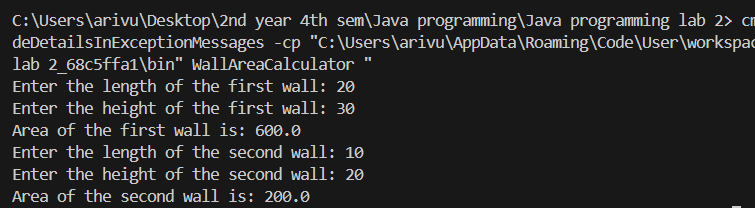 C:\Users\arivu\Desktop\2nd year 4th sem\Java programming\Java programming lab 2> cm
deDetailsInExceptionMessages -cp "C:\Users\arivu\AppData\Roaming\Code\User\workspac
lab 2_68c5ffa1\bin" WallAreaCalculator "
Enter the length of the first wall: 20
Enter the height of the first wall: 30
Area of the first wall is: 600.0
Enter the length of the second wall: 10
Enter the height of the second wall: 20
Area of the second wall is: 200.0